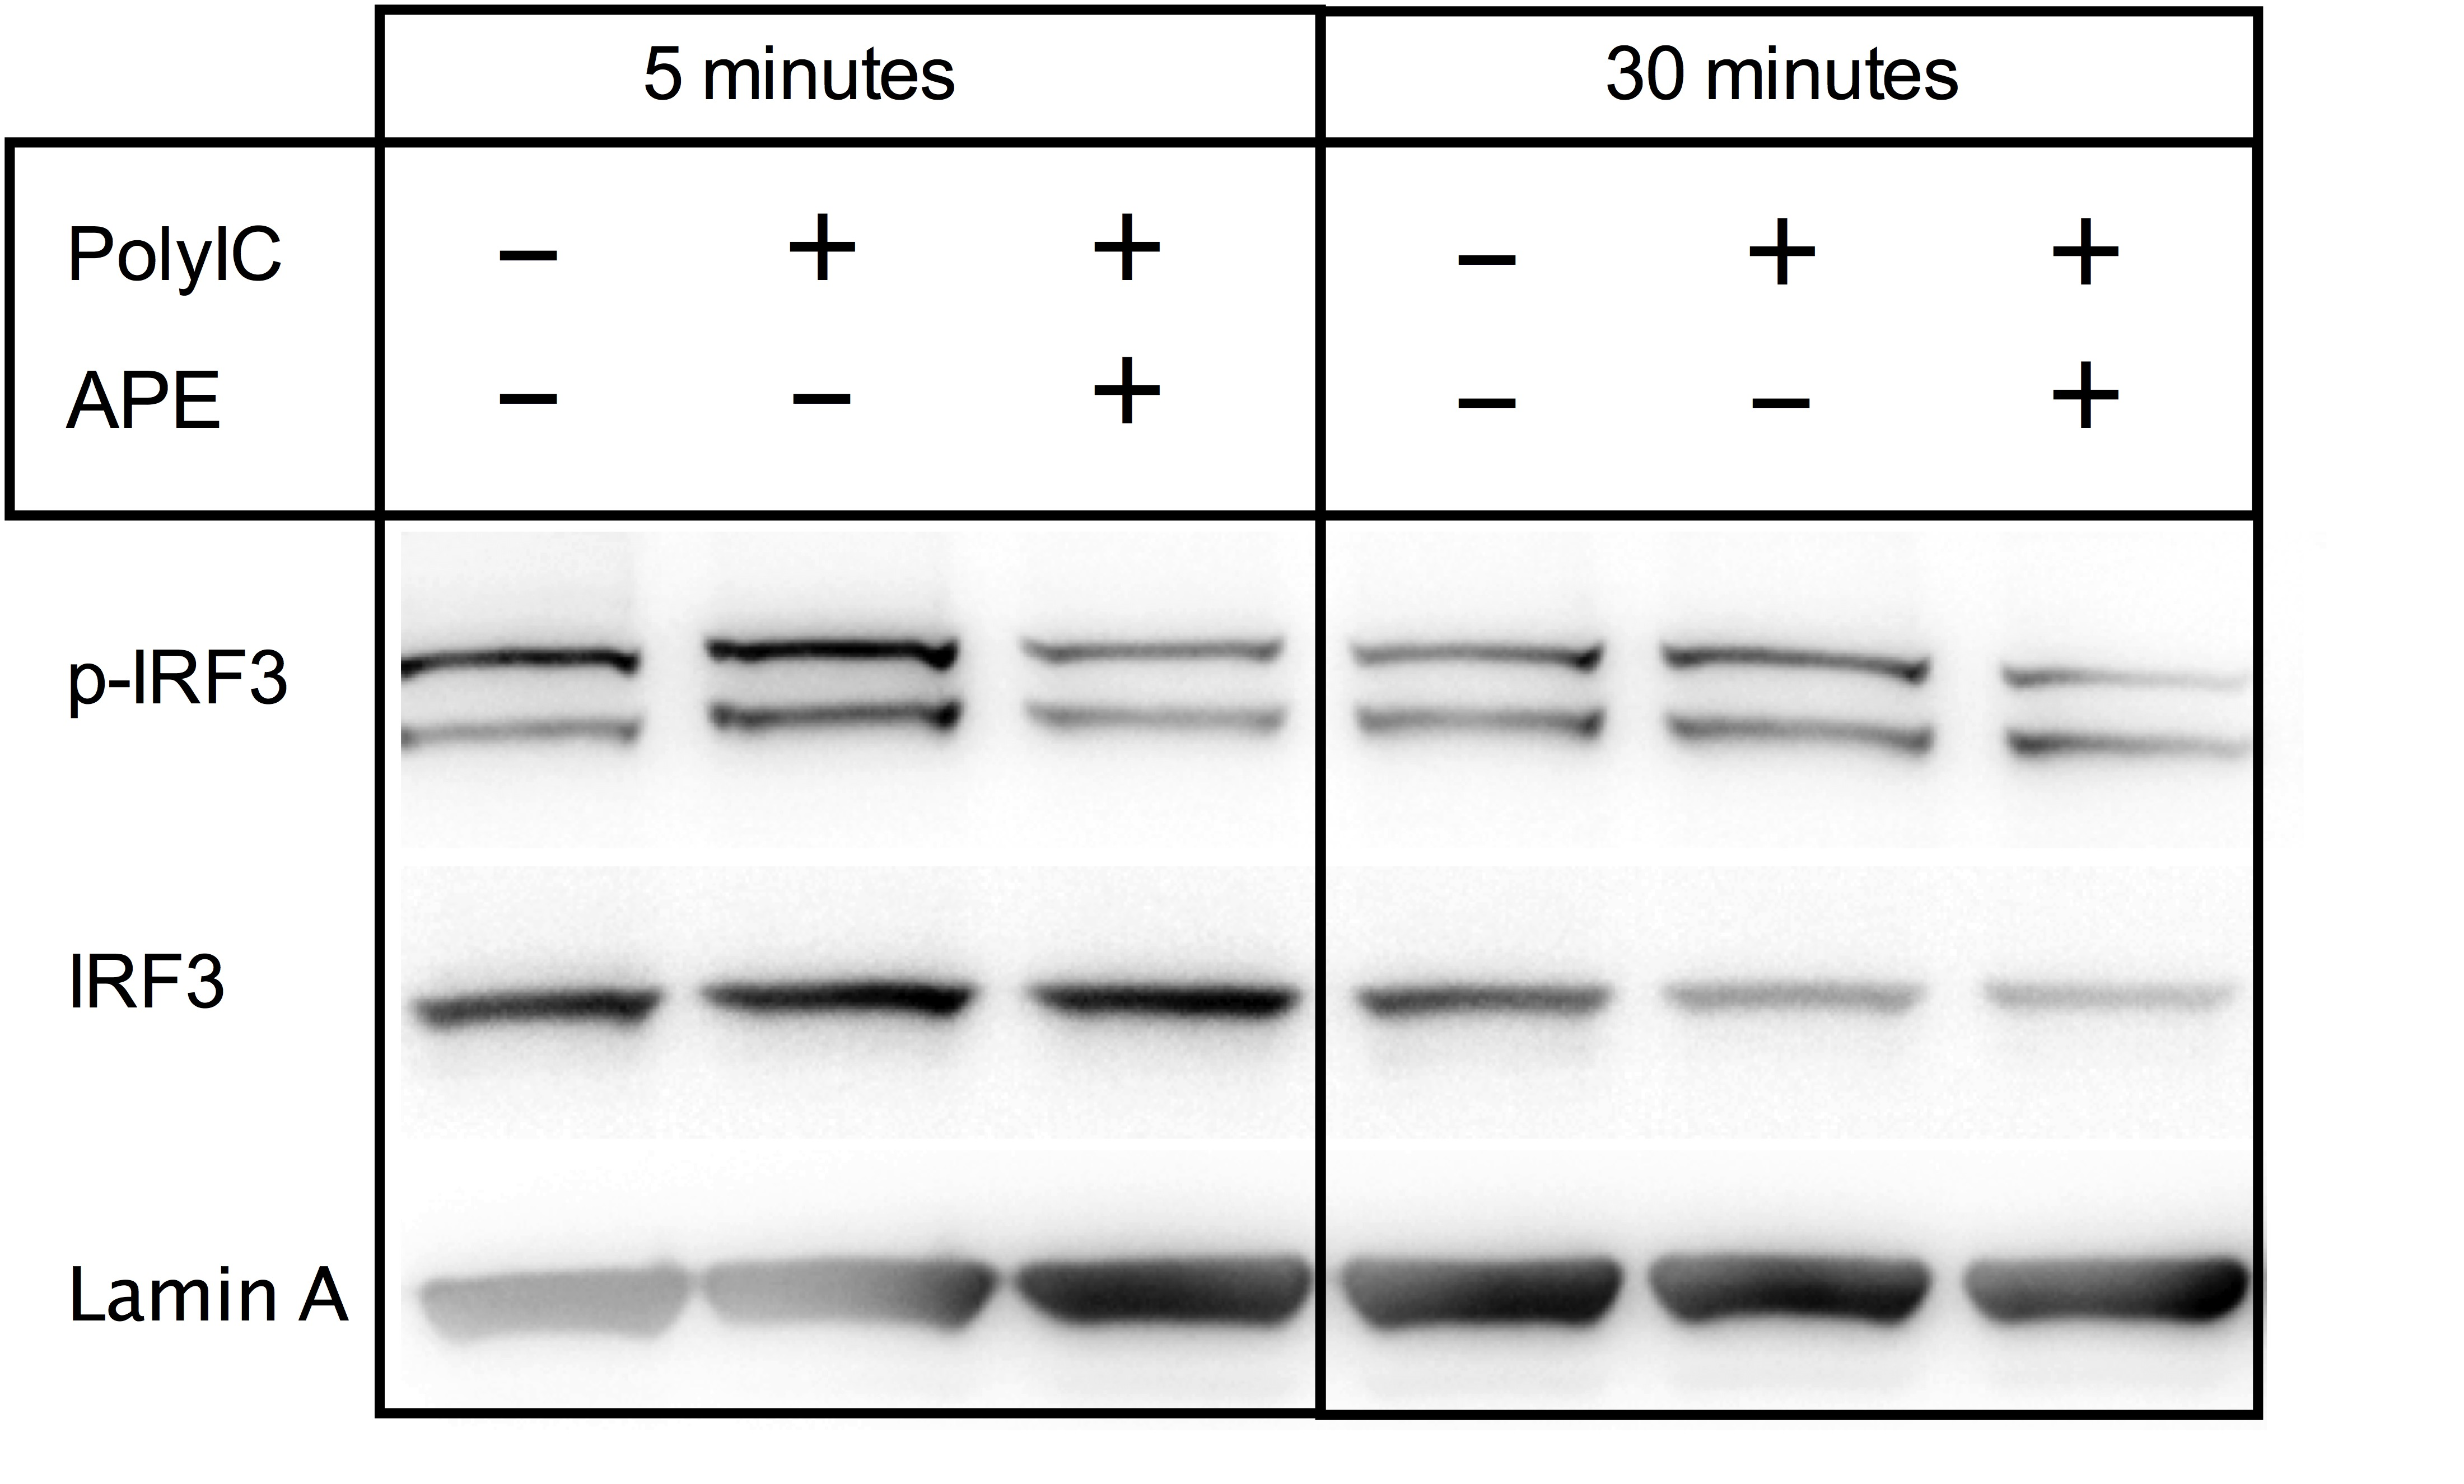 5 minutes 30 minutes
PolyIC – + + – + +
APE – – + – – +
p-IRF3
IRF3
Lamin A